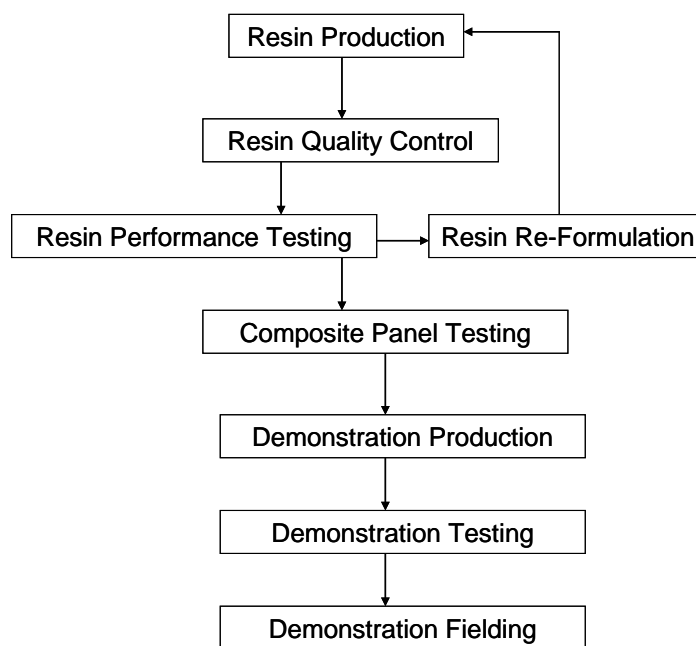 Resin Production
Resin Quality Control
Resin Performance Testing
Resin Re-Formulation
Composite Panel Testing
Demonstration Production
Demonstration Testing
Demonstration Fielding